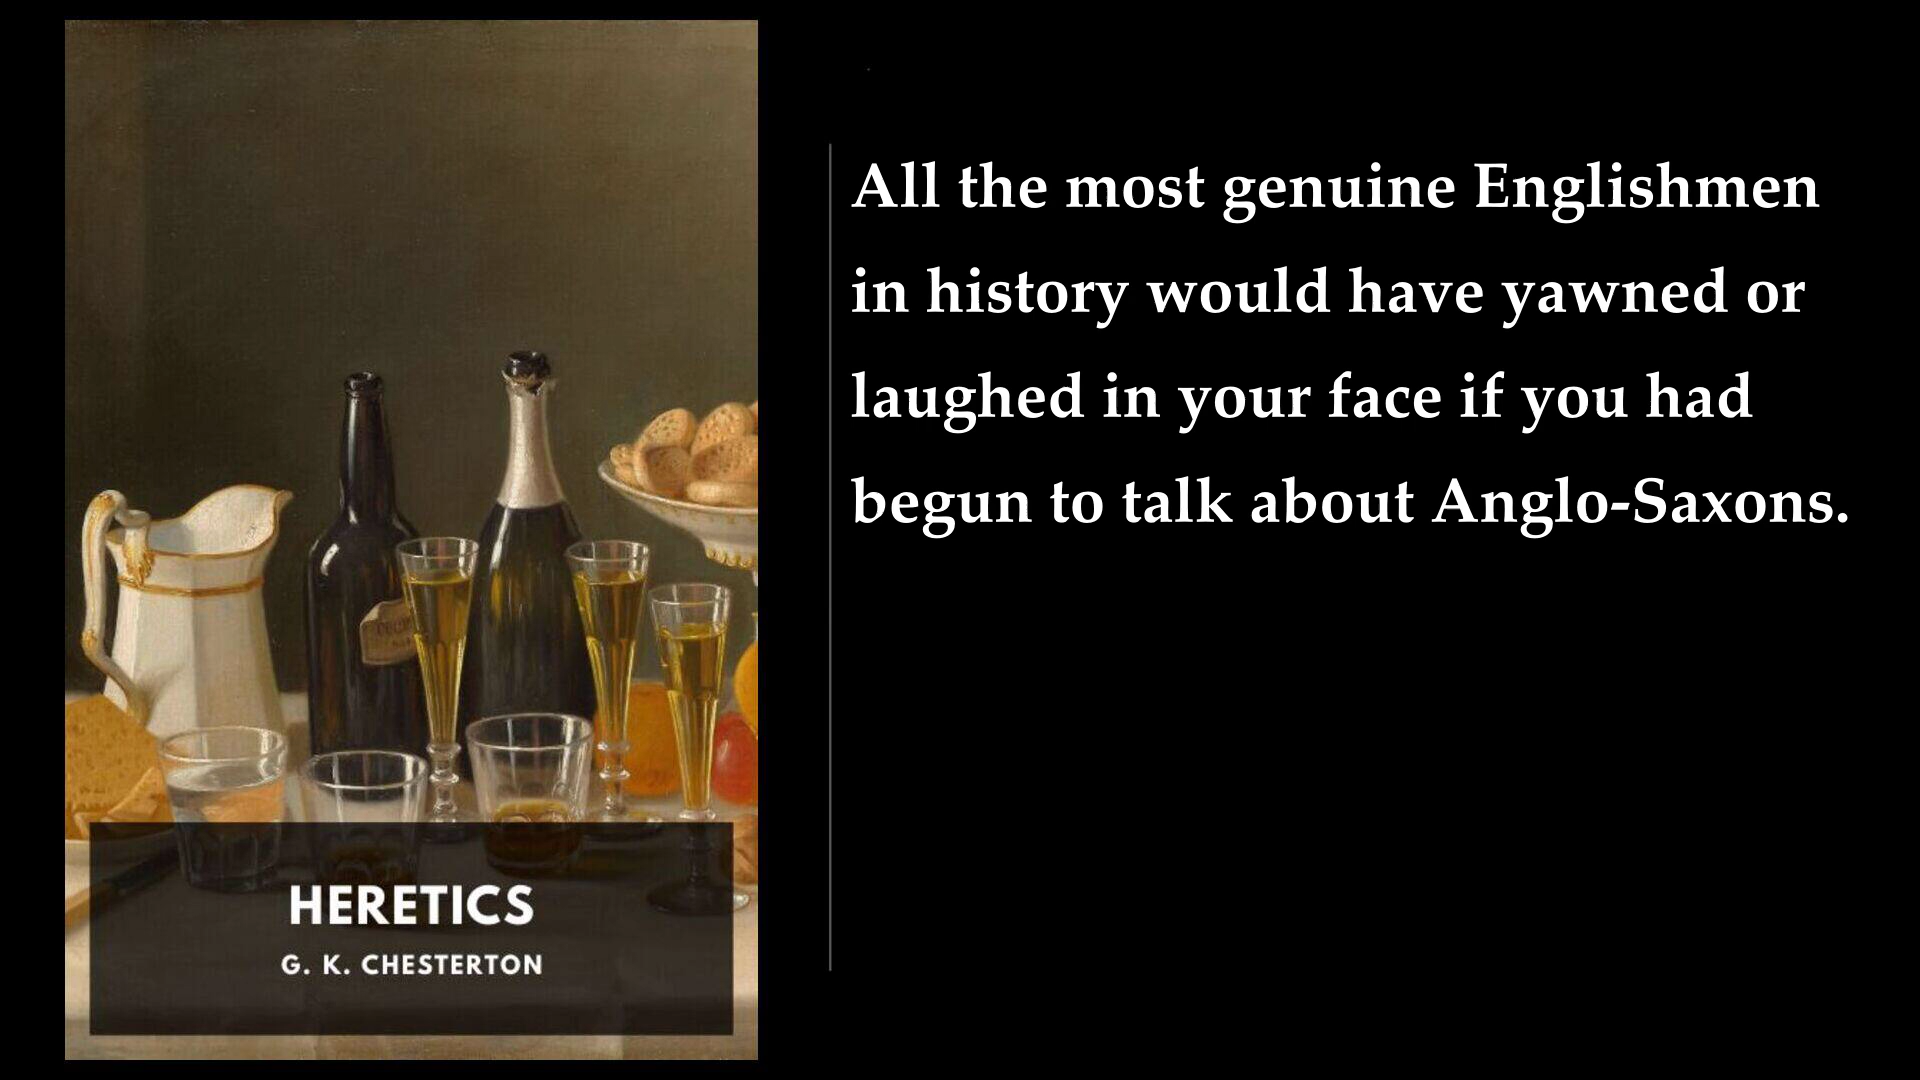 All the most genuine Englishmen
in history would have yawned or
laughed in your face if you had
begun to talk about Anglo-Saxons.
HERETICS
G. K. CHESTERTON